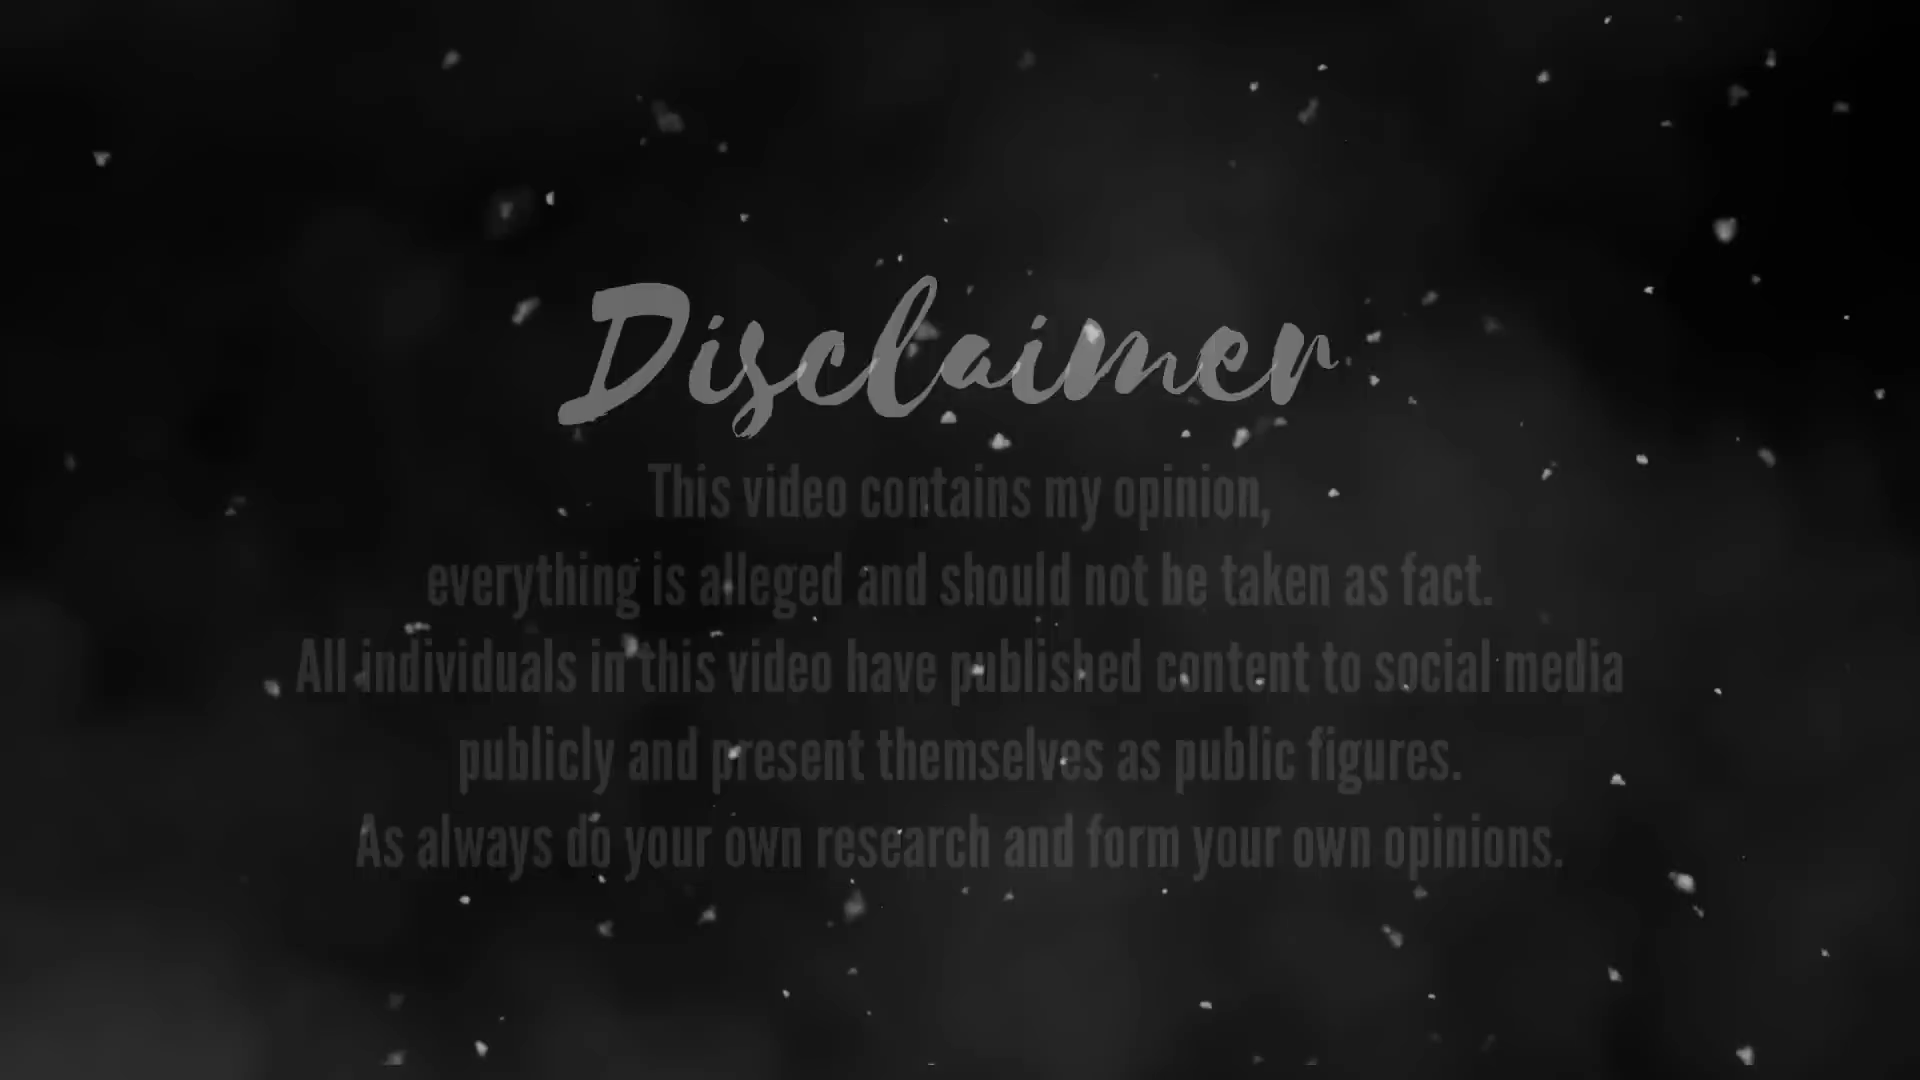 Disclaimer
This video contains my opinion,
everything is alleged and should not be taken as fact.
All individuals in this video have published content to social media
publicly and present themselves as public figures.
As always do your own research and form your own opinions.